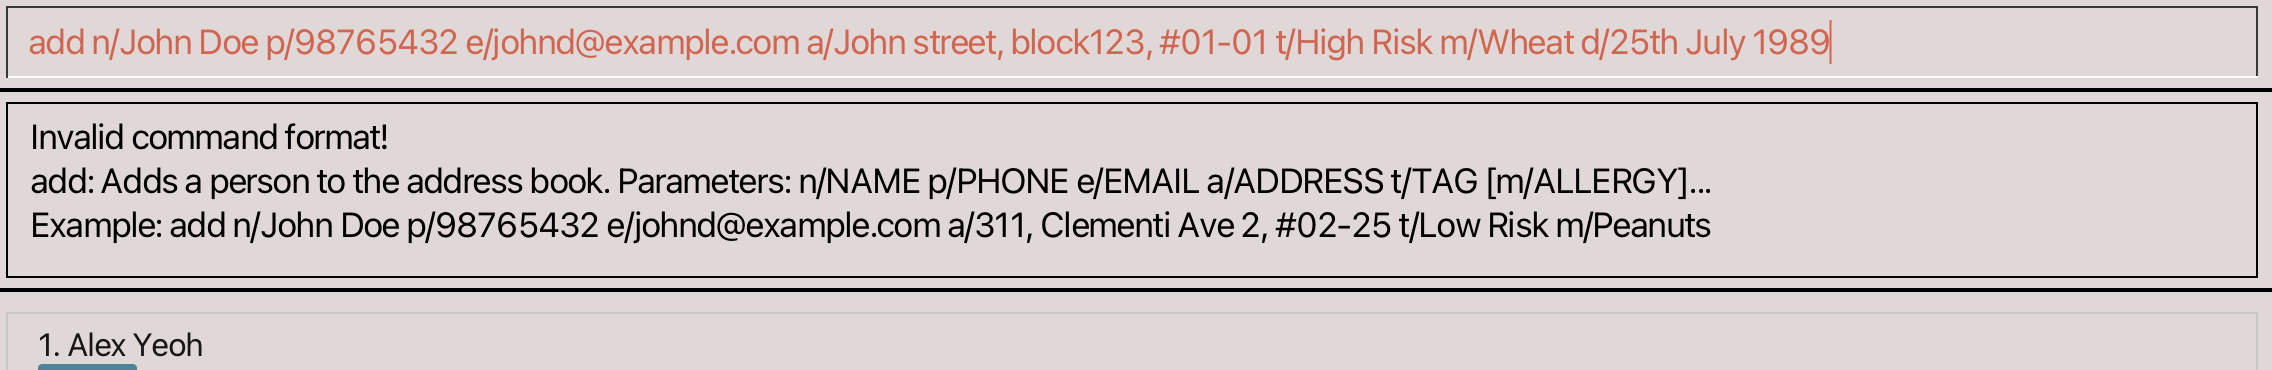 add n/John Doe p/98765432 e/johnd@example.com a/John street, block123, #01-01 t/High Risk m/Wheat d/25th July 1989
Invalid command format!
add: Adds a person to the address book. Parameters: n/NAME p/PHONE e/EMAIL a/ADDRESS t/TAG [m/ALLERGY]...
Example: add n/John Doe p/98765432 e/johnd@example.com a/311, Clementi Ave 2, #02-25 t/Low Risk m/Peanuts
1. Alex Yeoh